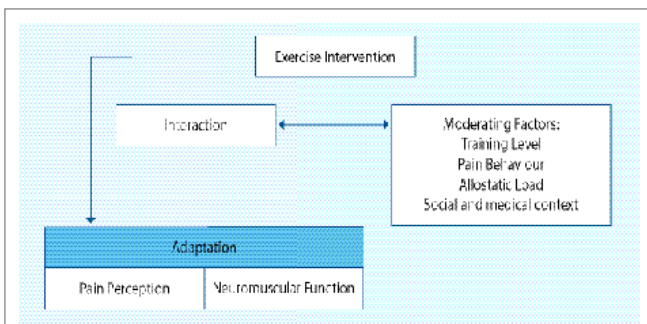 Exercise Intervention
Interaction
Moderating Factors:
Training Level
Pain Behaviour
Allostatic Load
Social and medical context
Adaptation
Pain Perception
Neuromuscular Function